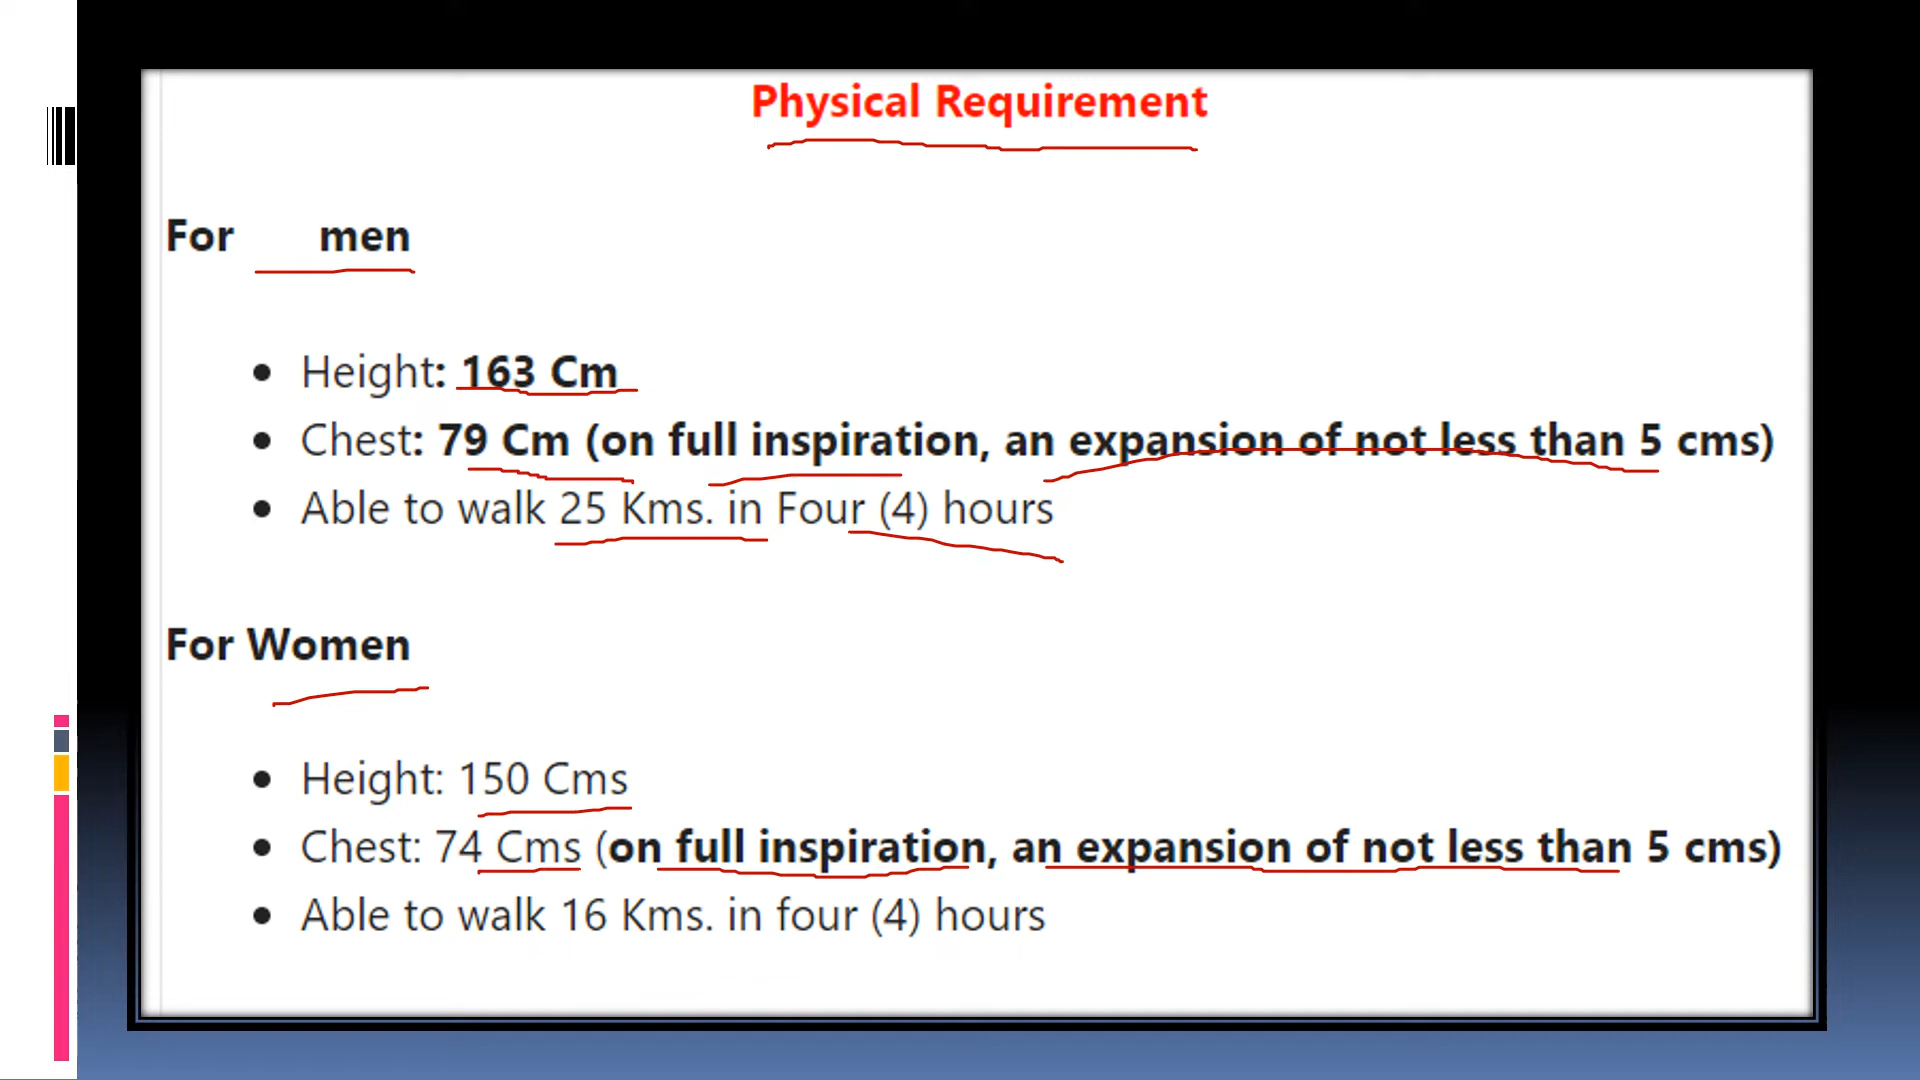 Physical Requirement
For men
• Height: 163 Cm
• Chest: 79 Cm (on full inspiration, an expansion of not less than 5 cms)
• Able to walk 25 Kms. in Four (4) hours
For Women
• Height: 150 Cms
• Chest: 74 Cms (on full inspiration, an expansion of not less than 5 cms)
• Able to walk 16 Kms. in four (4) hours